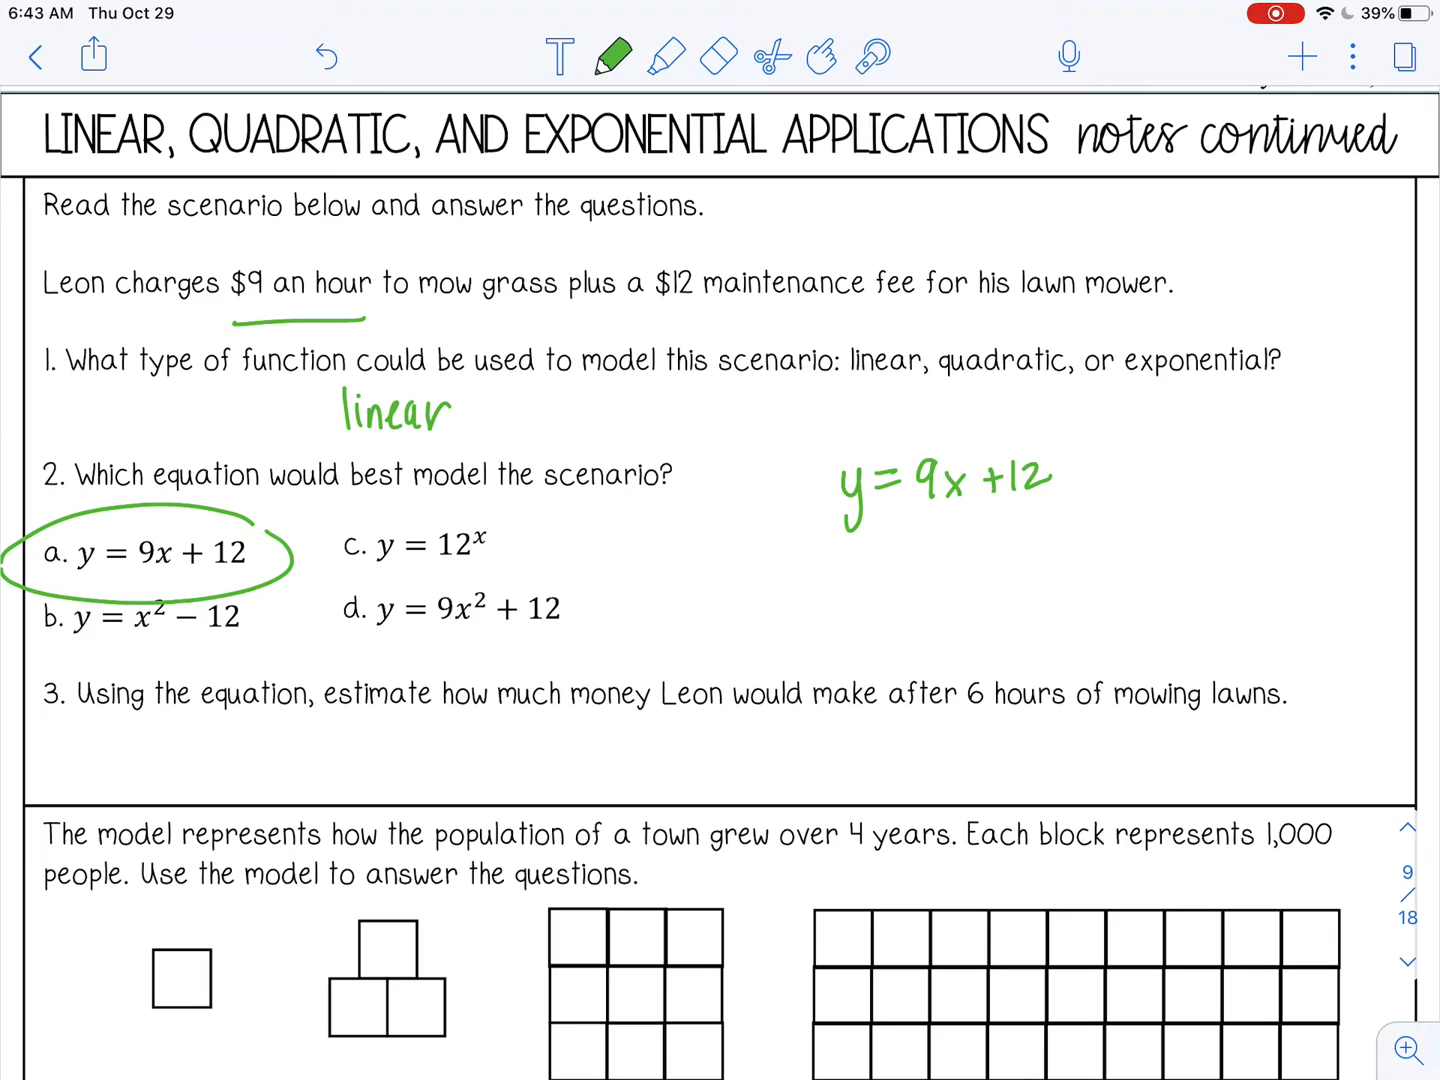 6:43 AM Thu Oct 29
39%
LINEAR, QUADRATIC, AND EXPONENTIAL APPLICATIONS notes continued
Read the scenario below and answer the questions.
Leon charges $9 an hour to mow grass plus a $12 maintenance fee for his lawn mower.
1. What type of function could be used to model this scenario: linear, quadratic, or exponential?
linear
2. Which equation would best model the scenario?
y = 9x + 12
a. y = 9x + 12
c. y = 12ˣ
b. y = x² − 12
d. y = 9x² + 12
3. Using the equation, estimate how much money Leon would make after 6 hours of mowing lawns.
The model represents how the population of a town grew over 4 years. Each block represents 1,000
people. Use the model to answer the questions.
9
/
18